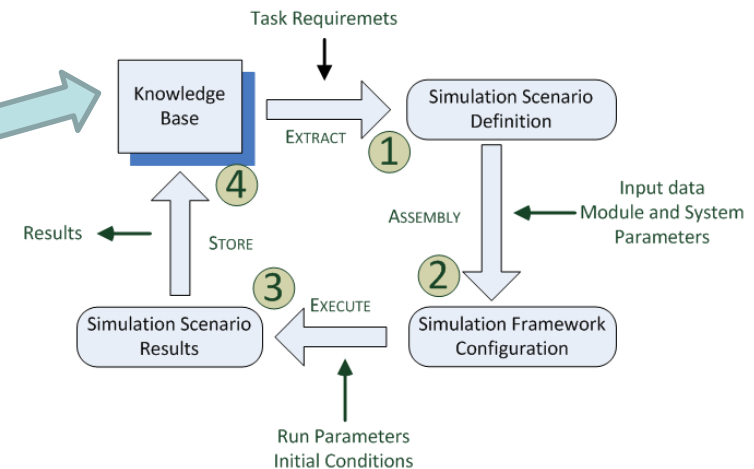 Task Requiremets
Knowledge
Base
EXTRACT
1
Simulation Scenario
Definition
ASSEMBLY
Input data
Module and System
Parameters
2
Simulation Framework
Configuration
EXECUTE
3
Run Parameters
Initial Conditions
Simulation Scenario
Results
STORE
4
Results